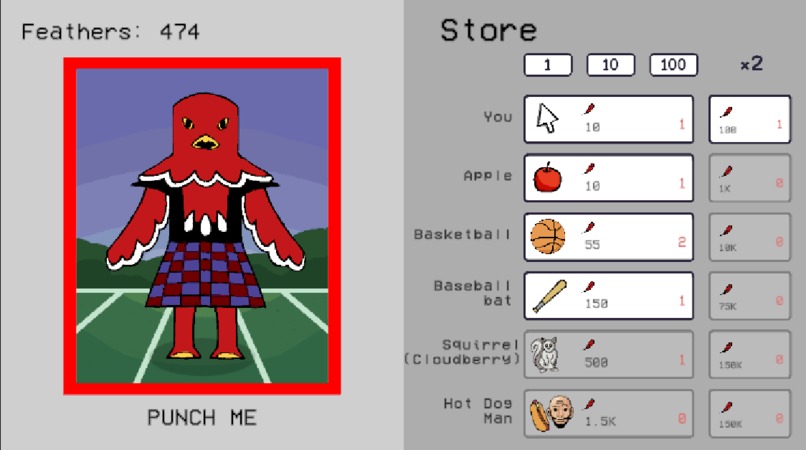 Feathers: 474
PUNCH ME
Store
1 10 100 x2
You
10 1
100 1
Apple
10 1
1K 0
Basketball
55 2
10K 0
Baseball
bat
150 1
75K 0
Squirrel
(Cloudberry)
500 1
150K 0
Hot Dog
Man
1.5K 0
150K 0